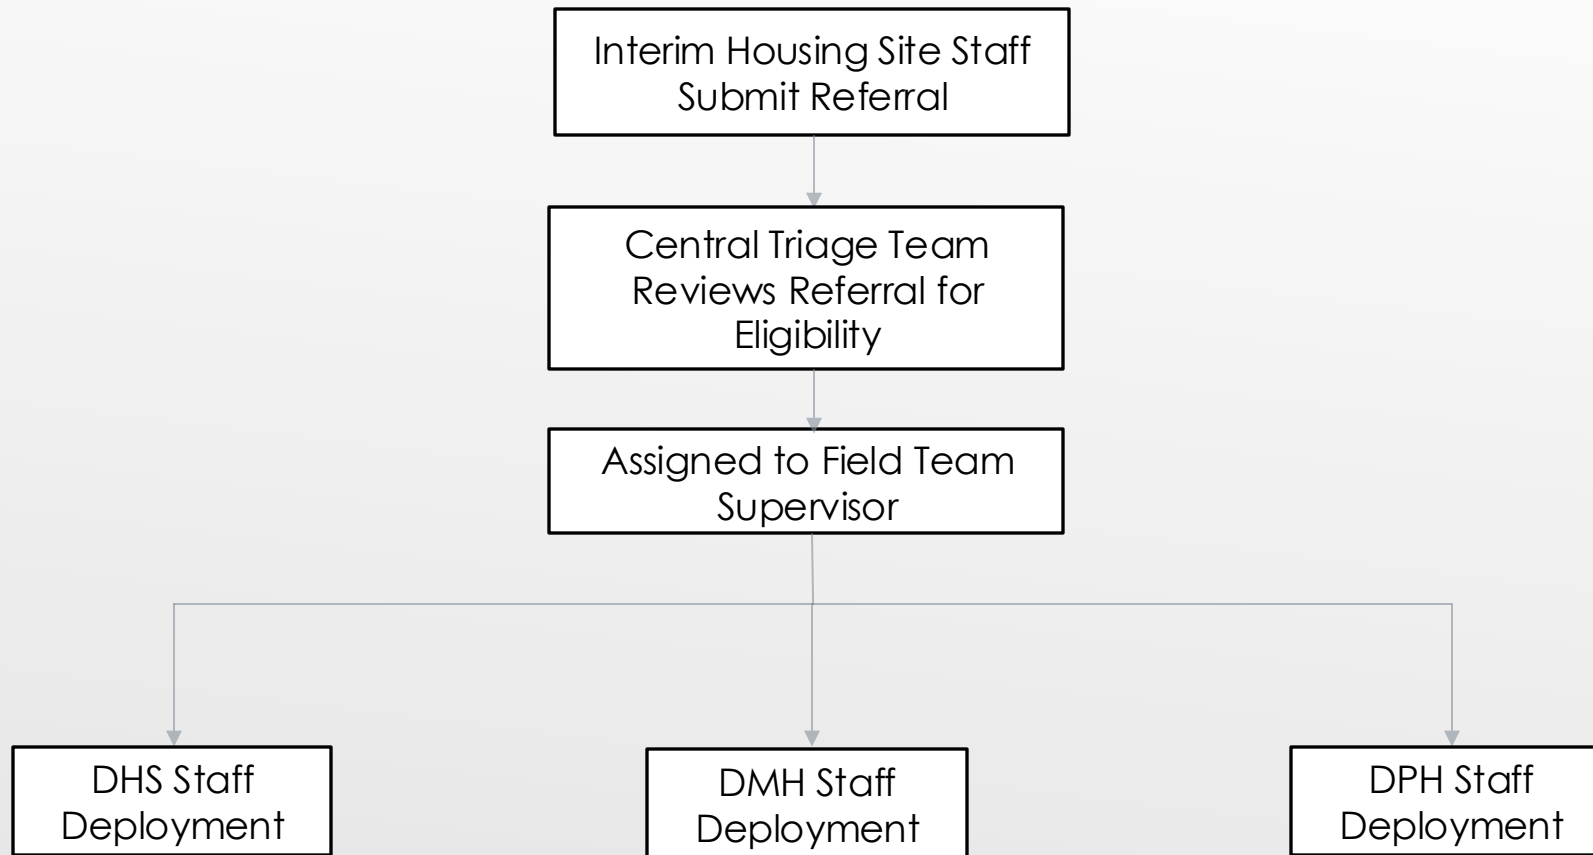 Interim Housing Site Staff
Submit Referral
Central Triage Team
Reviews Referral for
Eligibility
Assigned to Field Team
Supervisor
DHS Staff
Deployment
DMH Staff
Deployment
DPH Staff
Deployment